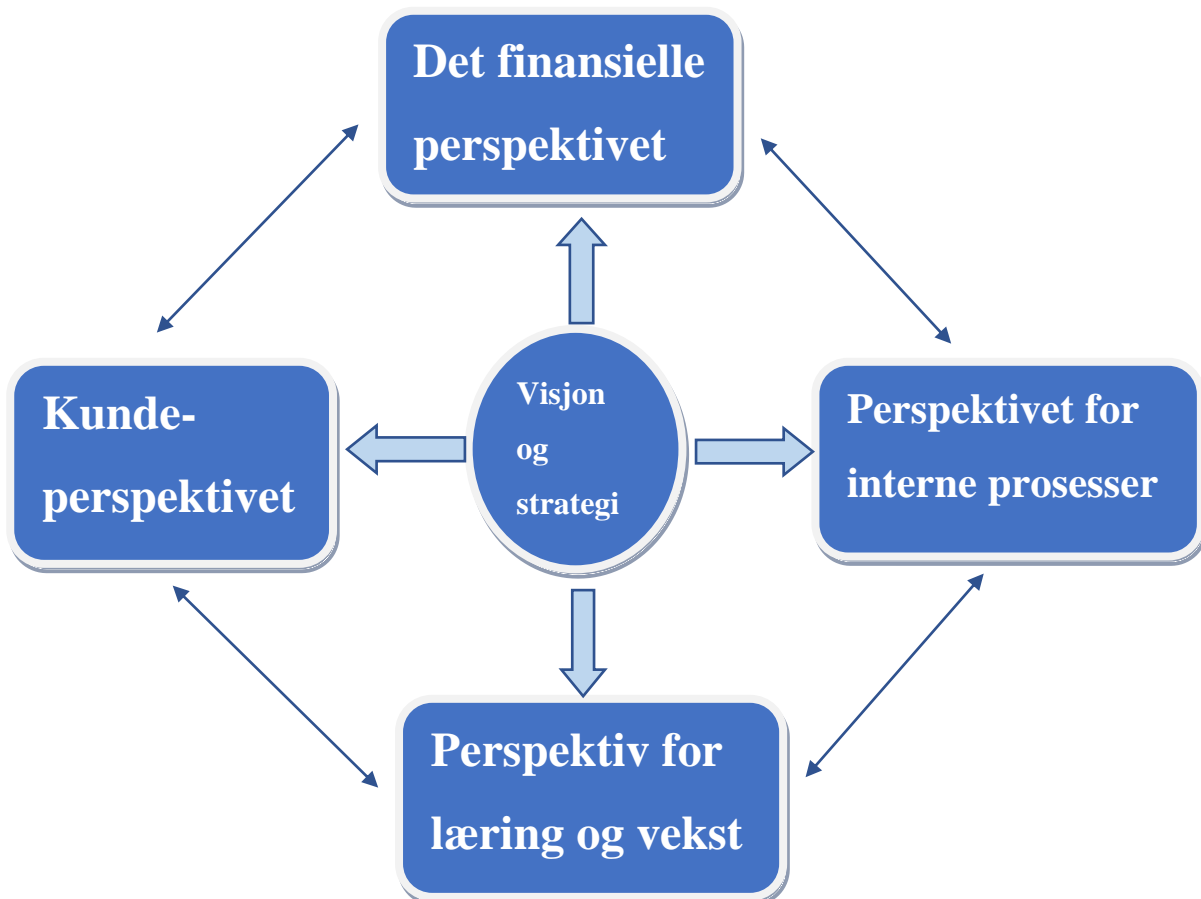 Det finansielle
perspektivet
Kunde-
perspektivet
Visjon
og
strategi
Perspektivet for
interne prosesser
Perspektiv for
læring og vekst